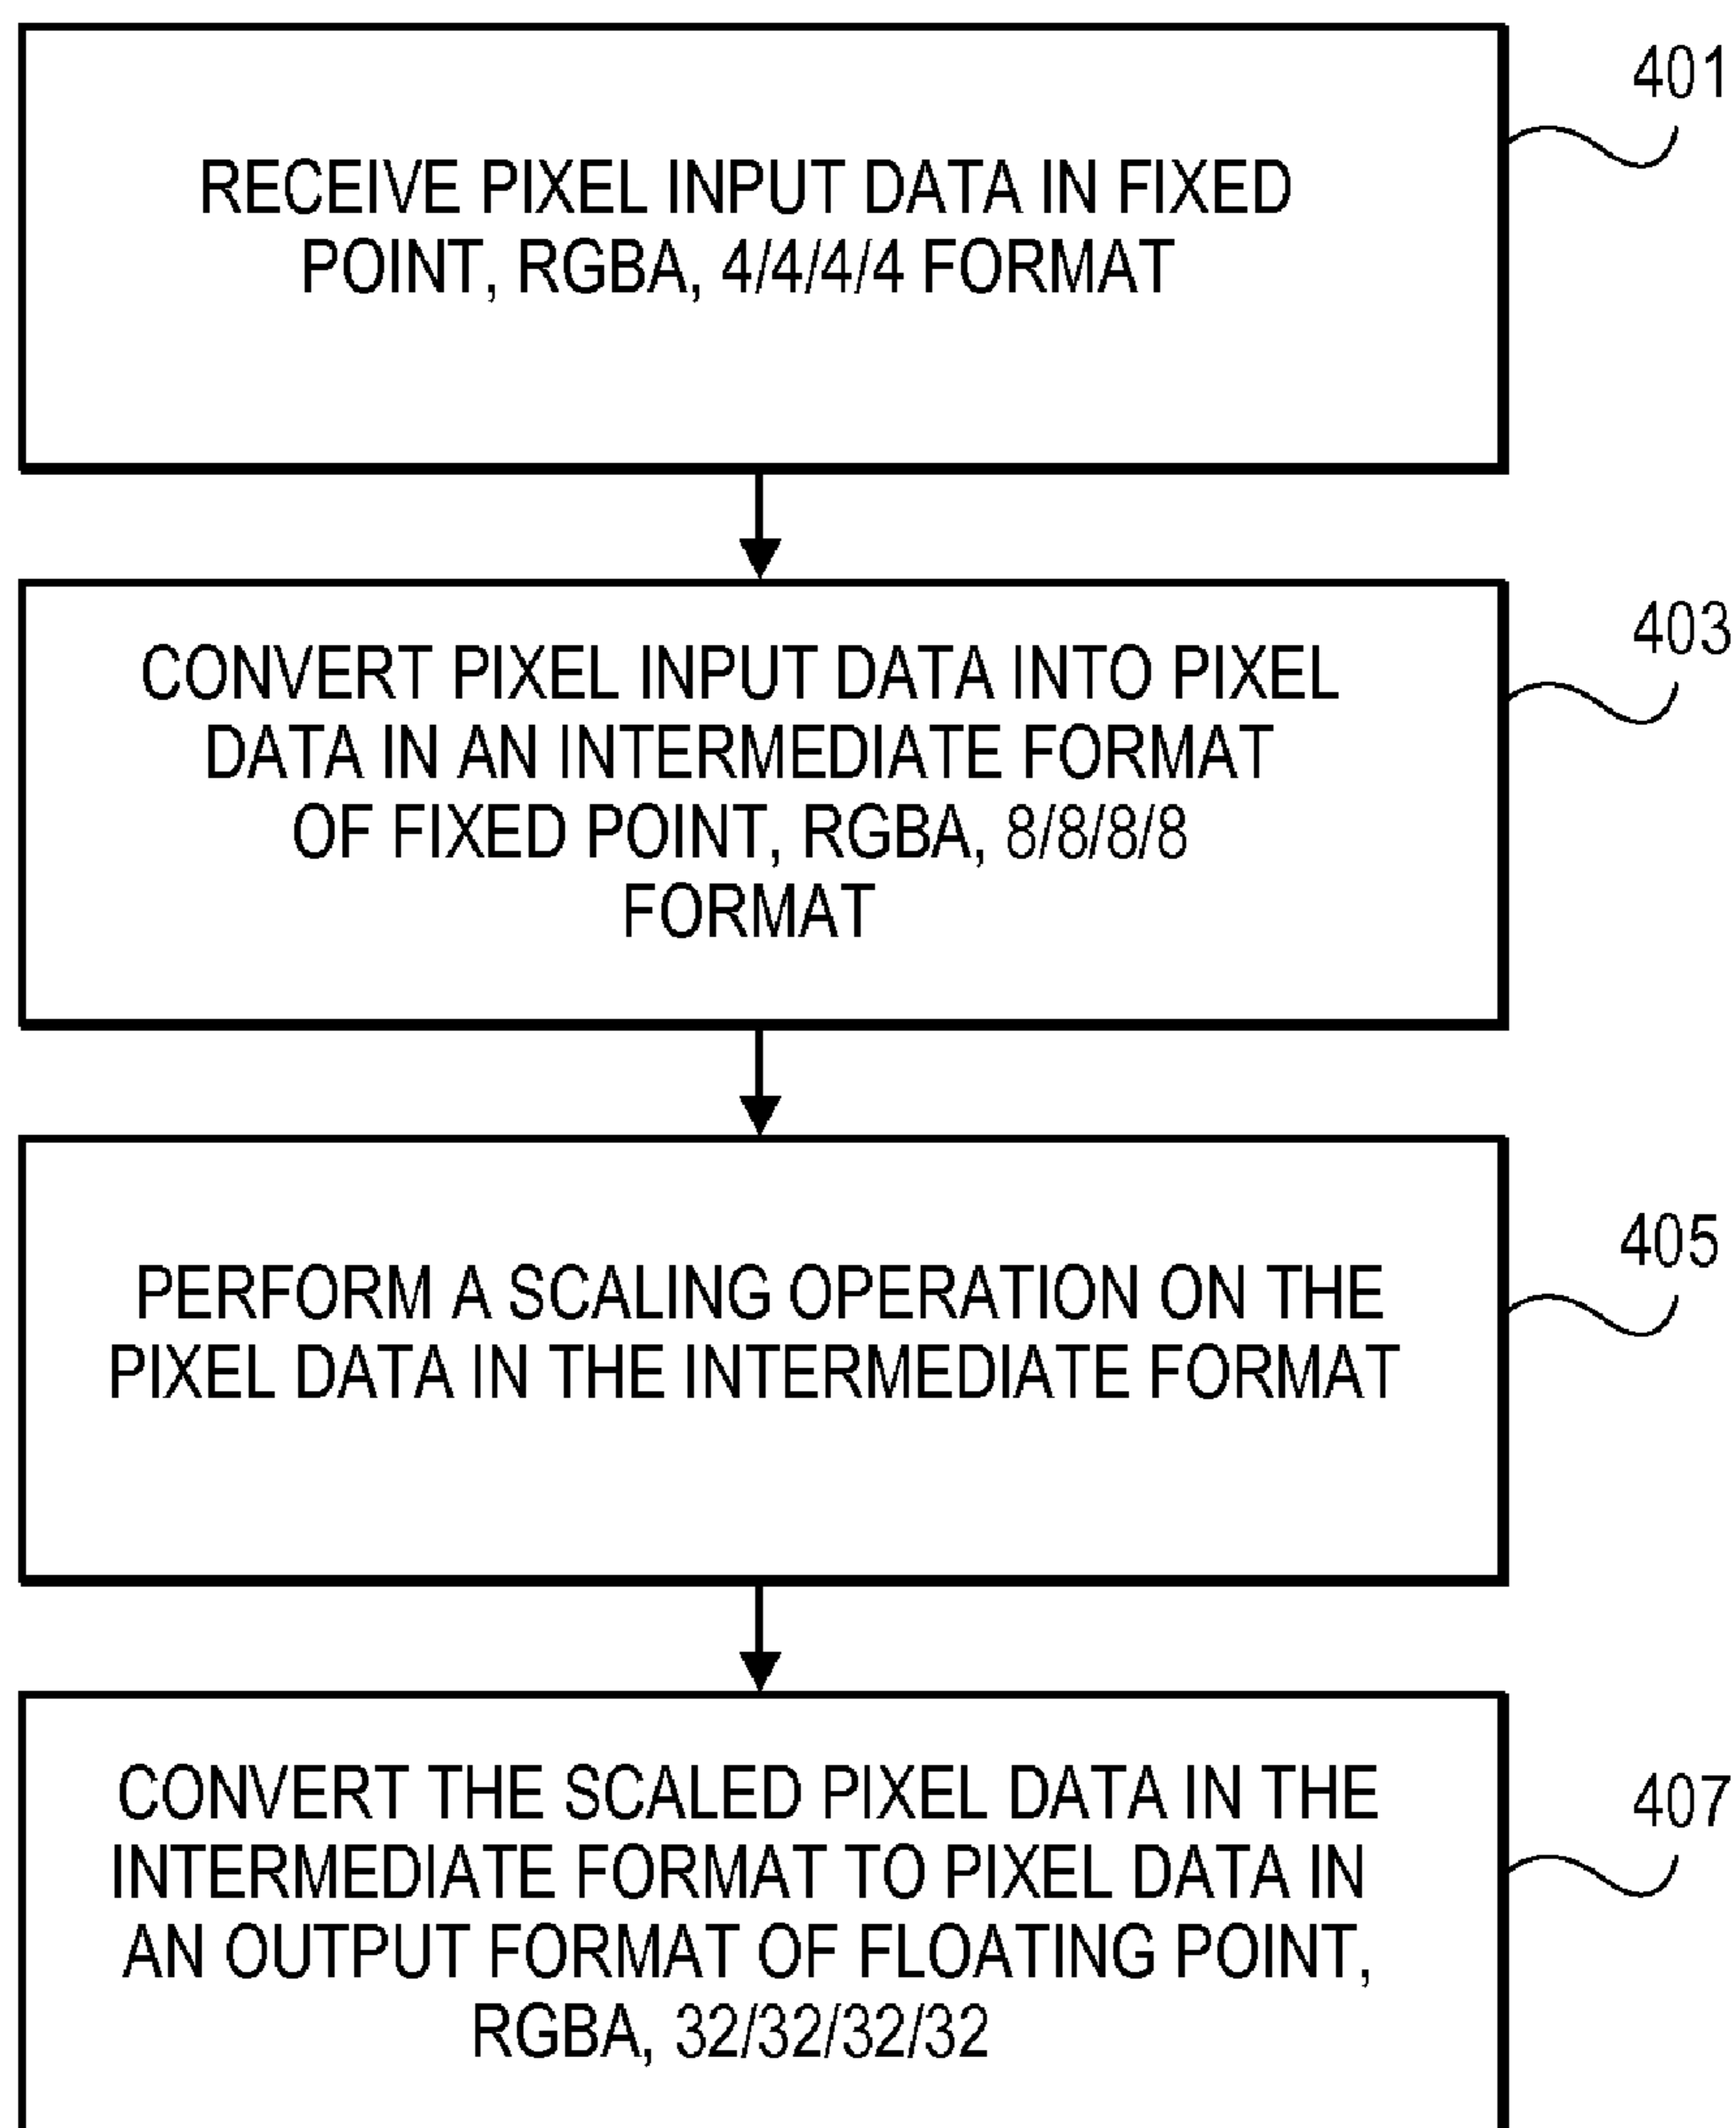 401
RECEIVE PIXEL INPUT DATA IN FIXED
POINT, RGBA, 4/4/4/4 FORMAT
403
CONVERT PIXEL INPUT DATA INTO PIXEL
DATA IN AN INTERMEDIATE FORMAT
OF FIXED POINT, RGBA, 8/8/8/8
FORMAT
405
PERFORM A SCALING OPERATION ON THE
PIXEL DATA IN THE INTERMEDIATE FORMAT
407
CONVERT THE SCALED PIXEL DATA IN THE
INTERMEDIATE FORMAT TO PIXEL DATA IN
AN OUTPUT FORMAT OF FLOATING POINT,
RGBA, 32/32/32/32